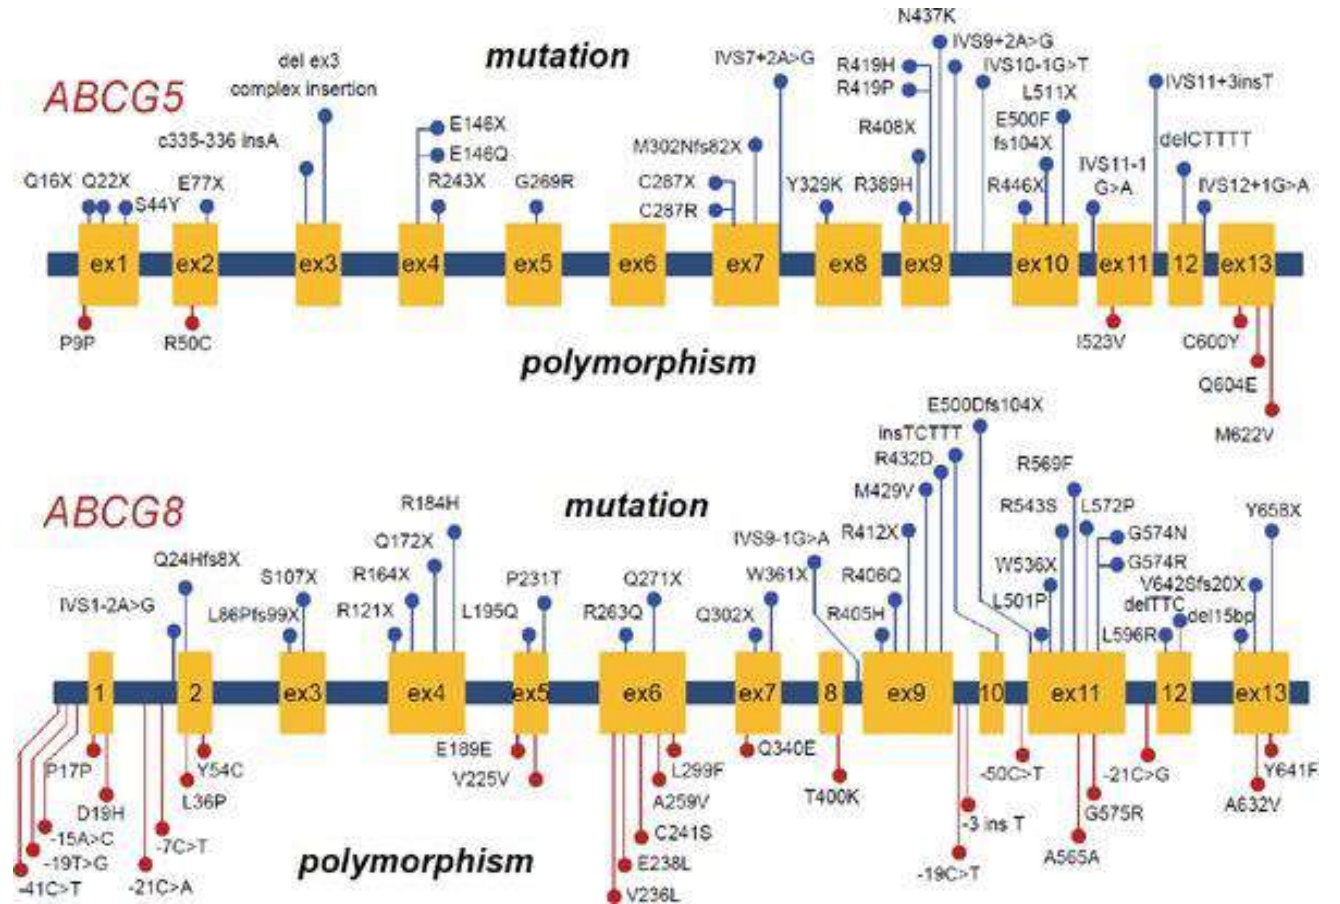 mutation
ABCG5
del ex3
complex insertion
c335-336 insA
Q16X
Q22X
S44Y
E77X
E146X
E146Q
R243X
G269R
IVS7+2A>G
M302Nfs82X
C287X
C287R
Y329K
N437K
IVS9+2A>G
R419H
R419P
IVS10-1G>T
R408X
R389H
L511X
E500F
fs104X
R446X
IVS11-1
G>A
IVS11+3insT
delCTTTT
IVS12+1G>A
ex1
ex2
ex3
ex4
ex5
ex6
ex7
ex8
ex9
ex10
ex11
12
ex13
P9P
R50C
polymorphism
I523V
C600Y
Q604E
M622V
ABCG8
mutation
IVS1-2A>G
Q24Hfs8X
L86Pfs99X
S107X
R121X
R164X
Q172X
R184H
L195Q
P231T
R263Q
Q271X
Q302X
W361X
IVS9-1G>A
R405H
R406Q
R412X
M429V
R432D
insTCTTT
E500Dfs104X
L501P
W536X
R543S
R569F
L572P
G574N
G574R
L596R
delTTC
V642Sfs20X
del15bp
Y658X
1
2
ex3
ex4
ex5
ex6
ex7
8
ex9
10
ex11
12
ex13
P17P
D19H
-15A>C
-19T>G
-41C>T
Y54C
L36P
-7C>T
-21C>A
polymorphism
E189E
V225V
L299F
A259V
C241S
E238L
V236L
Q340E
T400K
-50C>T
-3 ins T
-19C>T
-21C>G
G575R
A565A
Y641F
A632V